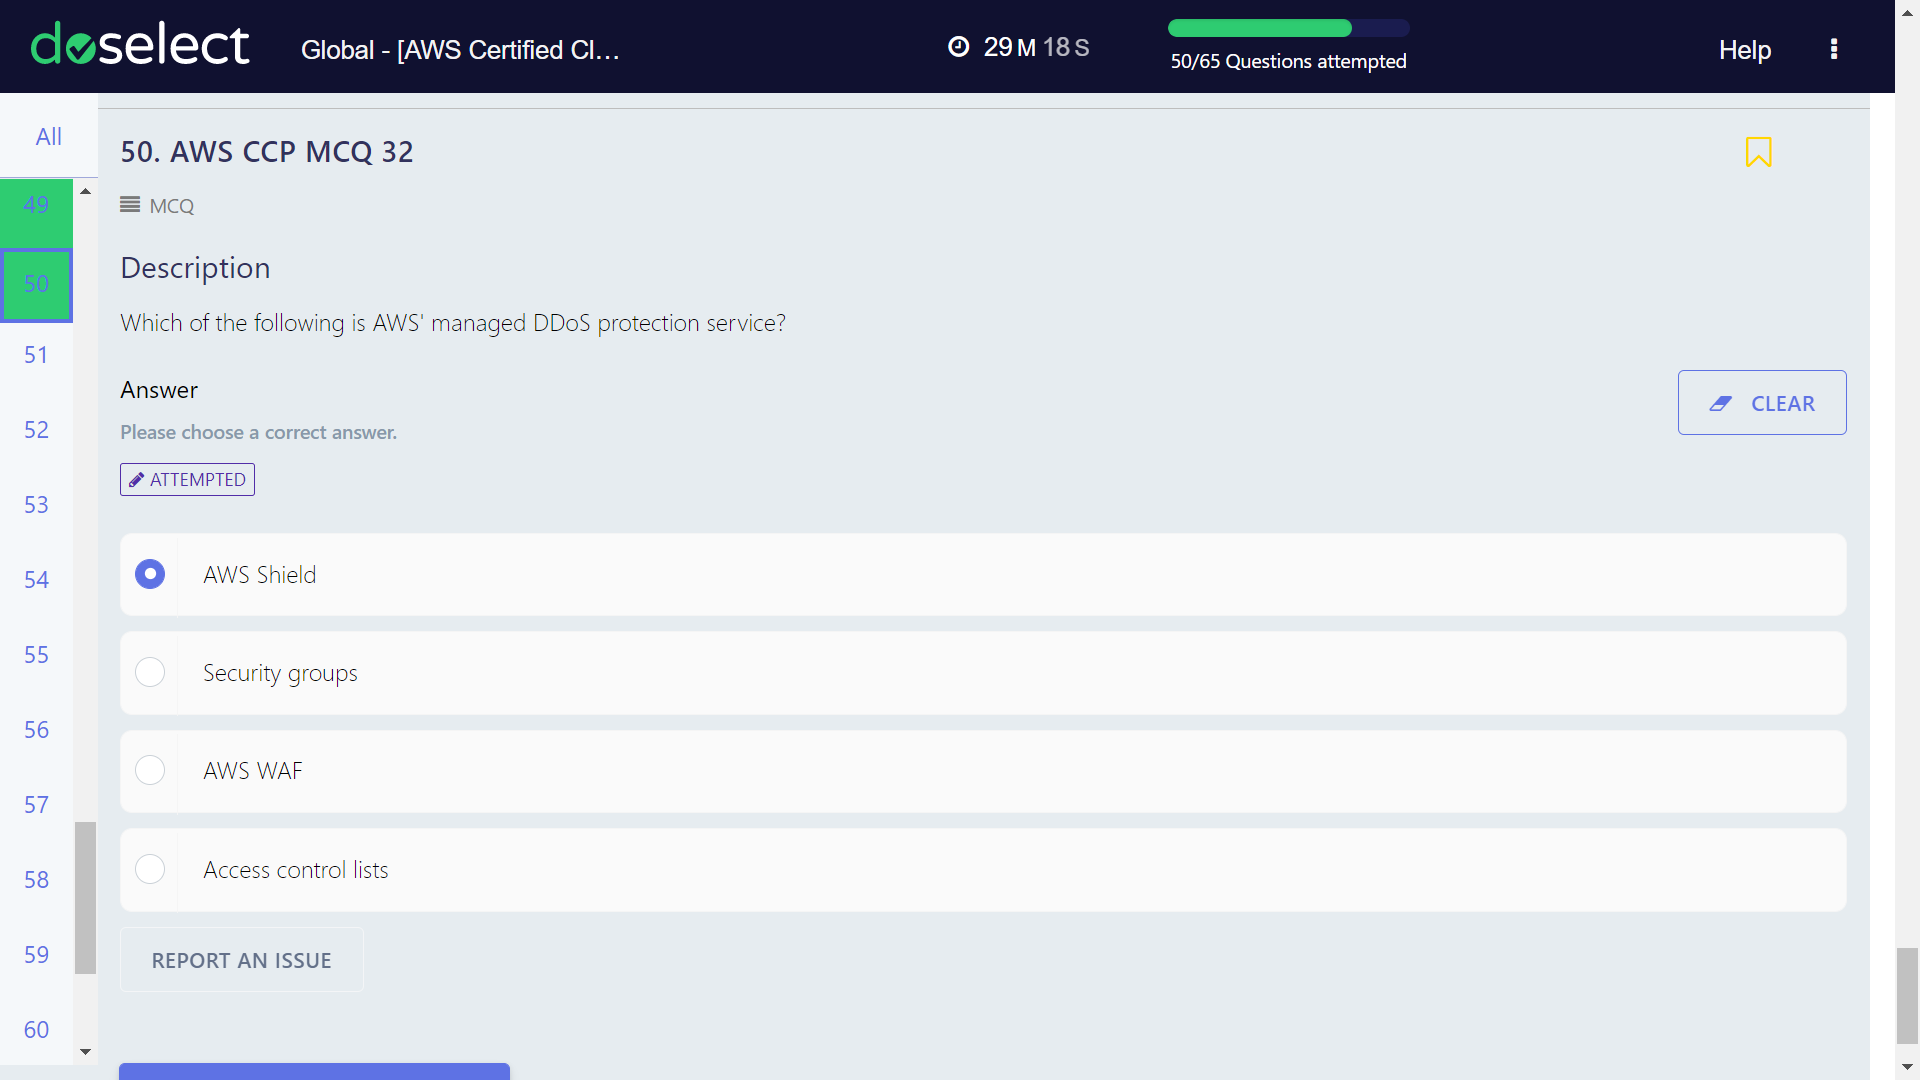 doselect
Global - [AWS Certified Cl...
29 M 18 S
50/65 Questions attempted
Help
All
49
50
51
52
53
54
55
56
57
58
59
60
50. AWS CCP MCQ 32
MCQ
Description
Which of the following is AWS' managed DDoS protection service?
Answer
Please choose a correct answer.
CLEAR
ATTEMPTED
AWS Shield
Security groups
AWS WAF
Access control lists
REPORT AN ISSUE